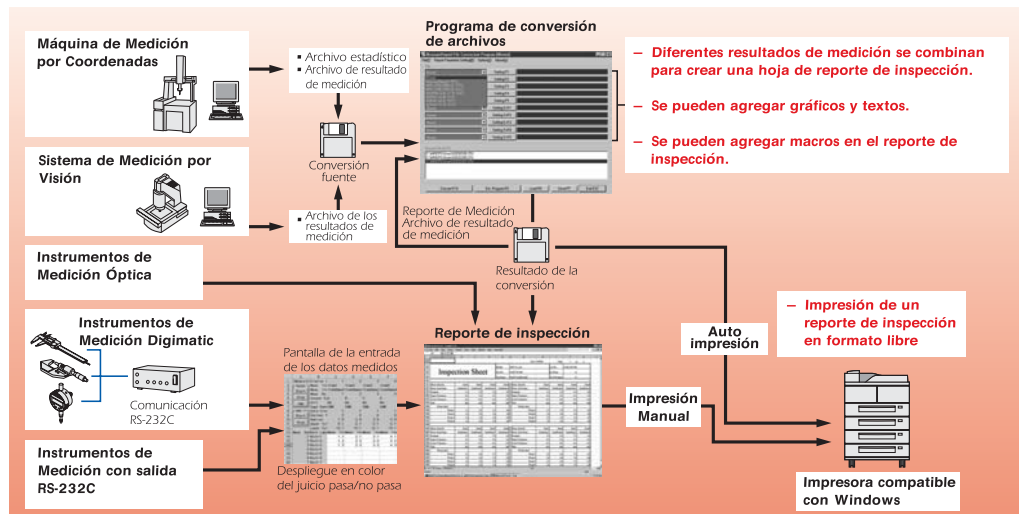 Máquina de Medición
por Coordenadas
▪ Archivo estadístico
▪ Archivo de resultado
de medición
Programa de conversión
de archivos
– Diferentes resultados de medición se combinan
para crear una hoja de reporte de inspección.
– Se pueden agregar gráficos y textos.
– Se pueden agregar macros en el reporte de
inspección.
Sistema de Medición por
Visión
Conversión
fuente
▪ Archivo de los
resultados de
medición
Reporte de Medición
Archivo de resultado
de medición
Resultado de la
conversión
Instrumentos de
Medición Óptica
Instrumentos de
Medición Digimatic
Comunicación
RS-232C
Pantalla de la entrada
de los datos medidos
Reporte de inspección
Inspection Sheet
Auto
impresión
– Impresión de un
reporte de inspección
en formato libre
Impresión
Manual
Instrumentos de
Medición con salida
RS-232C
Despliegue en color
del juicio pasa/no pasa
Impresora compatible
con Windows